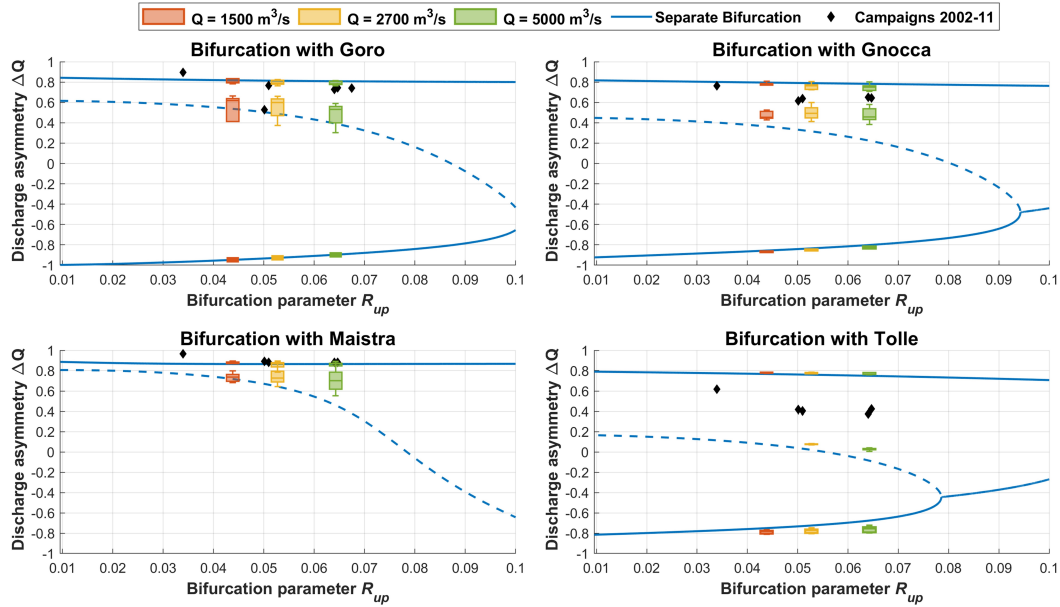 Q = 1500 m³/s Q = 2700 m³/s Q = 5000 m³/s Separate Bifurcation Campaigns 2002-11
Bifurcation with Goro
Discharge asymmetry ΔQ
1
0.8
0.6
0.4
0.2
0
-0.2
-0.4
-0.6
-0.8
-1
0.01 0.02 0.03 0.04 0.05 0.06 0.07 0.08 0.09 0.1
Bifurcation parameter R_up
Bifurcation with Gnocca
Discharge asymmetry ΔQ
1
0.8
0.6
0.4
0.2
0
-0.2
-0.4
-0.6
-0.8
-1
0.01 0.02 0.03 0.04 0.05 0.06 0.07 0.08 0.09 0.1
Bifurcation parameter R_up
Bifurcation with Maistra
Discharge asymmetry ΔQ
1
0.8
0.6
0.4
0.2
0
-0.2
-0.4
-0.6
-0.8
-1
0.01 0.02 0.03 0.04 0.05 0.06 0.07 0.08 0.09 0.1
Bifurcation parameter R_up
Bifurcation with Tolle
Discharge asymmetry ΔQ
1
0.8
0.6
0.4
0.2
0
-0.2
-0.4
-0.6
-0.8
-1
0.01 0.02 0.03 0.04 0.05 0.06 0.07 0.08 0.09 0.1
Bifurcation parameter R_up